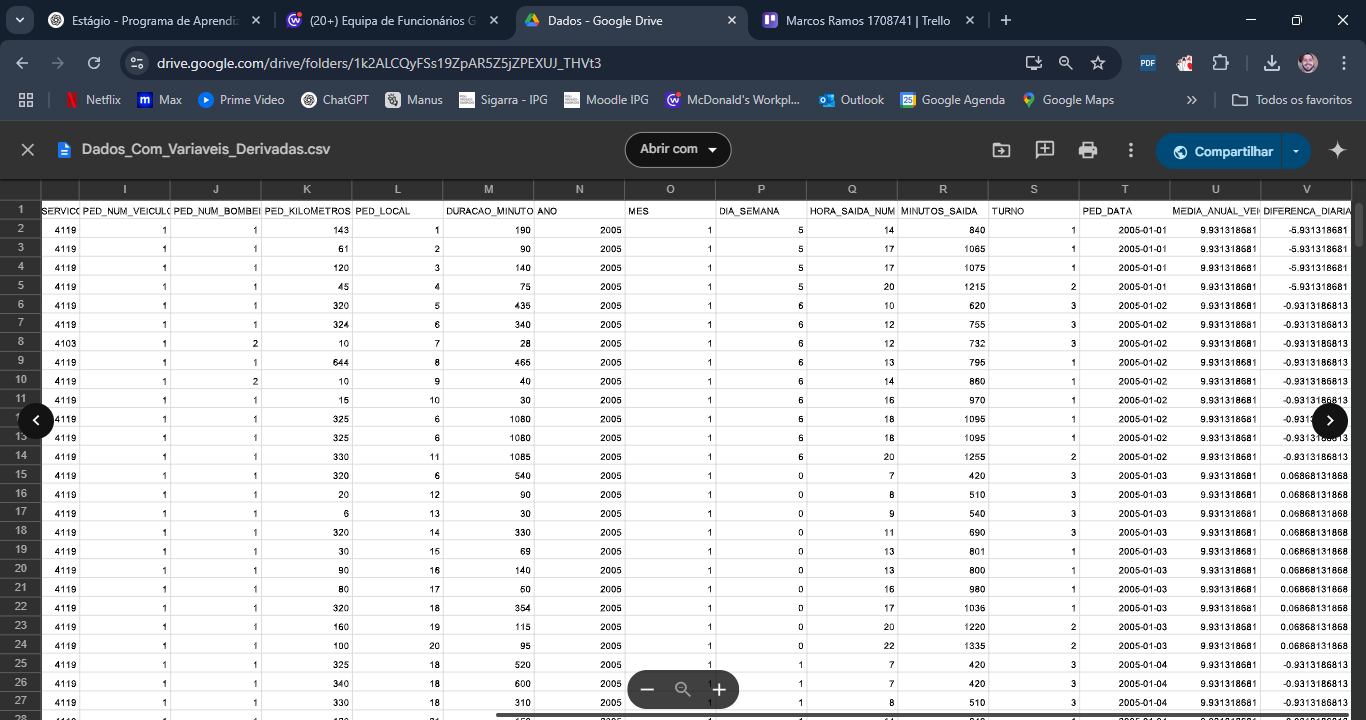 Estágio - Programa de Aprendiz
(20+) Equipa de Funcionários G
Dados - Google Drive
Marcos Ramos 1708741 | Trello
drive.google.com/drive/folders/1k2ALCQyFSs19ZpAR5Z5jZPEXUJ_THVt3
PDF
Netflix Max Prime Video ChatGPT Manus Sigarra - IPG Moodle IPG McDonald's Workpl... Outlook Google Agenda Google Maps » Todos os favoritos
Dados_Com_Variaveis_Derivadas.csv
Abrir com
Compartilhar
I J K L M N O P Q R S T U V
1 SERVICO PED_NUM_VEICULO PED_NUM_BOMBEI PED_KILOMETROS PED_LOCAL DURACAO_MINUTO ANO MES DIA_SEMANA HORA_SAIDA_NUM MINUTOS_SAIDA TURNO PED_DATA MEDIA_ANUAL_VEI DIFERENCA_DIARIA
2 4119 1 1 143 1 190 2005 1 5 14 840 1 2005-01-01 9.931318681 -5.931318681
3 4119 1 1 61 2 90 2005 1 5 17 1065 1 2005-01-01 9.931318681 -5.931318681
4 4119 1 1 120 3 140 2005 1 5 17 1075 1 2005-01-01 9.931318681 -5.931318681
5 4119 1 1 45 4 75 2005 1 5 20 1215 2 2005-01-01 9.931318681 -5.931318681
6 4119 1 1 320 5 435 2005 1 6 10 620 3 2005-01-02 9.931318681 -0.9313186813
7 4119 1 1 324 6 340 2005 1 6 12 755 3 2005-01-02 9.931318681 -0.9313186813
8 4103 1 2 10 7 28 2005 1 6 12 732 3 2005-01-02 9.931318681 -0.9313186813
9 4119 1 1 644 8 465 2005 1 6 13 795 1 2005-01-02 9.931318681 -0.9313186813
10 4119 1 2 10 9 40 2005 1 6 14 860 1 2005-01-02 9.931318681 -0.9313186813
11 4119 1 1 15 10 30 2005 1 6 16 970 1 2005-01-02 9.931318681 -0.9313186813
4119 1 1 325 6 1080 2005 1 6 18 1095 1 2005-01-02 9.931318681
13 4119 1 1 325 6 1080 2005 1 6 18 1095 1 2005-01-02 9.931318681
14 4119 1 1 330 11 1085 2005 1 6 20 1255 2 2005-01-02 9.931318681 -0.9313186813
15 4119 1 1 320 6 540 2005 1 0 7 420 3 2005-01-03 9.931318681 0.06868131868
16 4119 1 1 20 12 90 2005 1 0 8 510 3 2005-01-03 9.931318681 0.06868131868
17 4119 1 1 6 13 30 2005 1 0 9 540 3 2005-01-03 9.931318681 0.06868131868
18 4119 1 1 320 14 330 2005 1 0 11 690 3 2005-01-03 9.931318681 0.06868131868
19 4119 1 1 30 15 69 2005 1 0 13 801 1 2005-01-03 9.931318681 0.06868131868
20 4119 1 1 90 16 140 2005 1 0 13 800 1 2005-01-03 9.931318681 0.06868131868
21 4119 1 1 80 17 60 2005 1 0 16 980 1 2005-01-03 9.931318681 0.06868131868
22 4119 1 1 320 18 354 2005 1 0 17 1036 1 2005-01-03 9.931318681 0.06868131868
23 4119 1 1 160 19 115 2005 1 0 20 1220 2 2005-01-03 9.931318681 0.06868131868
24 4119 1 1 100 20 95 2005 1 0 22 1335 2 2005-01-03 9.931318681 0.06868131868
25 4119 1 1 325 18 520 2005 1 1 7 420 3 2005-01-04 9.931318681 -0.9313186813
26 4119 1 1 340 18 600 2005 1 1 7 420 3 2005-01-04 9.931318681 -0.9313186813
27 4119 1 1 330 18 310 2005 1 1 8 510 3 2005-01-04 9.931318681 -0.9313186813
28